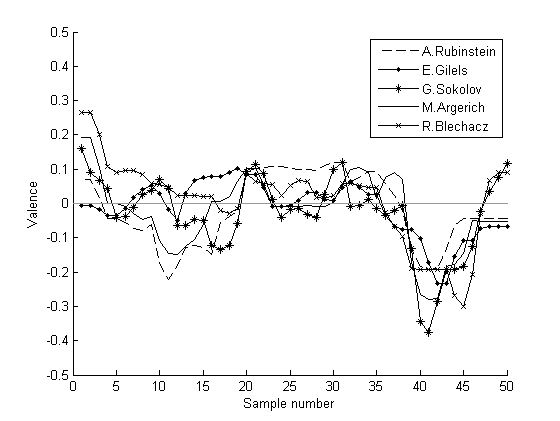 0.5
0.4
0.3
0.2
0.1
0
-0.1
-0.2
-0.3
-0.4
-0.5
Valence
A.Rubinstein
E.Gilels
G.Sokolov
M.Argerich
R.Blechacz
0 5 10 15 20 25 30 35 40 45 50
Sample number